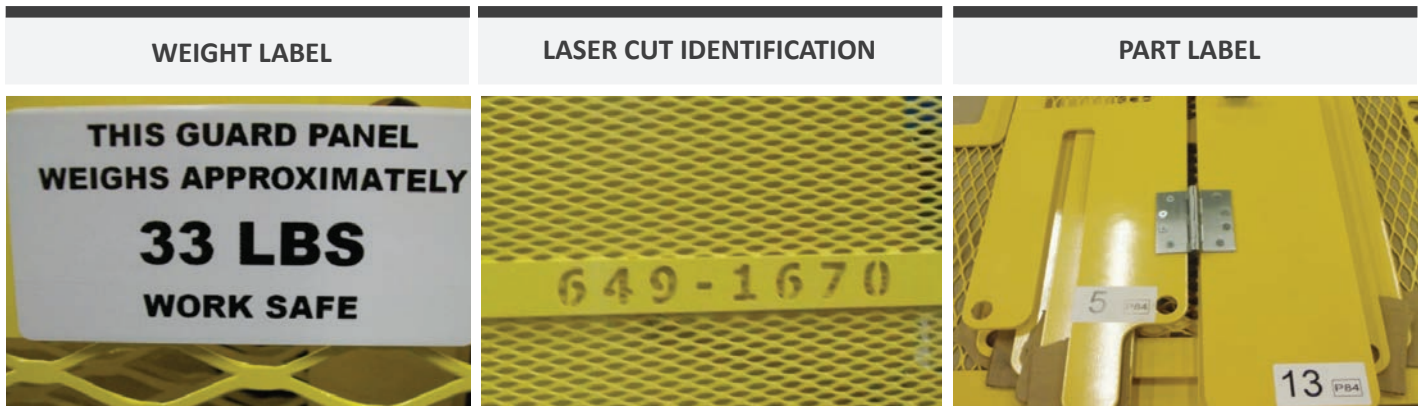 WEIGHT LABEL
THIS GUARD PANEL
WEIGHS APPROXIMATELY
33 LBS
WORK SAFE
LASER CUT IDENTIFICATION
649-1670
PART LABEL
5 P84
13 P84